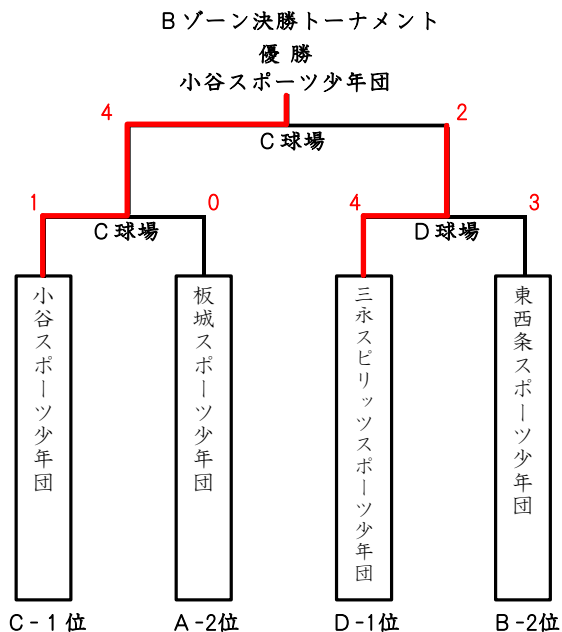 Bゾーン決勝トーナメント
優 勝
小谷スポーツ少年団
4
2
C球場
1
0
4
3
C球場
D球場
小谷スポーツ少年団
板城スポーツ少年団
三永スピリッツスポーツ少年団
東西条スポーツ少年団
C-1位
A-2位
D-1位
B-2位